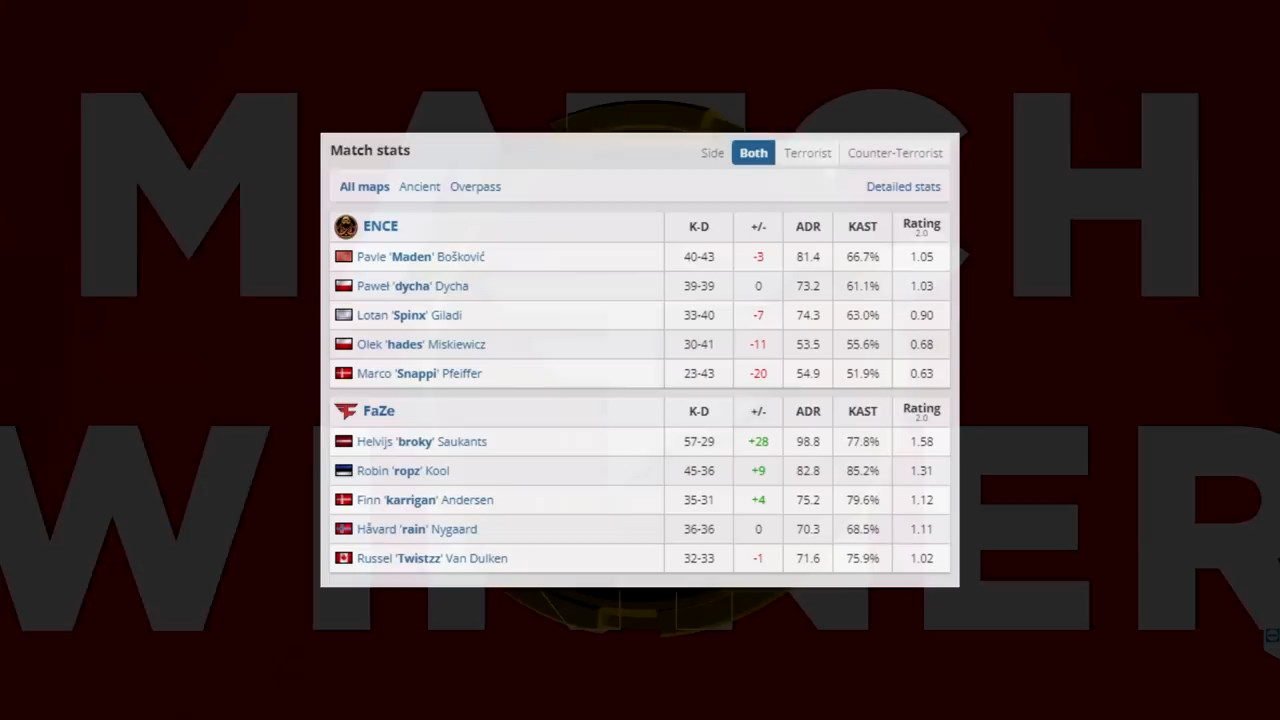 MATCH
WINNER
Match stats Side Both Terrorist Counter-Terrorist
All maps Ancient Overpass Detailed stats
ENCE K-D +/- ADR KAST Rating 2.0
Pavle 'Maden' Bošković 40-43 -3 81.4 66.7% 1.05
Paweł 'dycha' Dycha 39-39 0 73.2 61.1% 1.03
Lotan 'Spinx' Giladi 33-40 -7 74.3 63.0% 0.90
Olek 'hades' Miskiewicz 30-41 -11 53.5 55.6% 0.68
Marco 'Snappi' Pfeiffer 23-43 -20 54.9 51.9% 0.63
FaZe K-D +/- ADR KAST Rating 2.0
Helvijs 'broky' Saukants 57-29 +28 98.8 77.8% 1.58
Robin 'ropz' Kool 45-36 +9 82.8 85.2% 1.31
Finn 'karrigan' Andersen 35-31 +4 75.2 79.6% 1.12
Håvard 'rain' Nygaard 36-36 0 70.3 68.5% 1.11
Russel 'Twistzz' Van Dulken 32-33 -1 71.6 75.9% 1.02